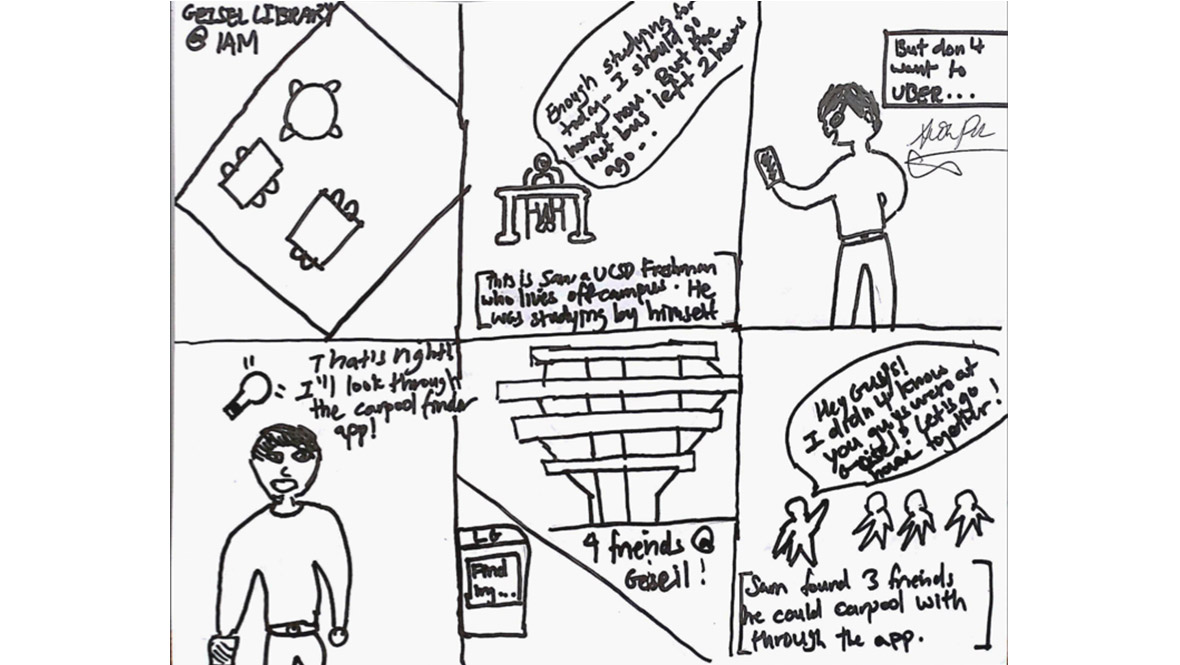 GEISEL LIBRARY
@ 1AM
Enough studying for
today... I should go
home now. But the
last bus left 2 hours
ago...
[This is Sam a UCSD Freshman
who lives off campus. He
was studying by himself]
But don't
want to
UBER...
That's right!
I'll look through
the carpool finder
app!
LG
Find
my...
4 friends @
Geiseil!
Hey Guys!
I didn't know
you guys were at
Geisel! Let's go
home together!
[Sam found 3 friends
he could carpool with
through the app.]